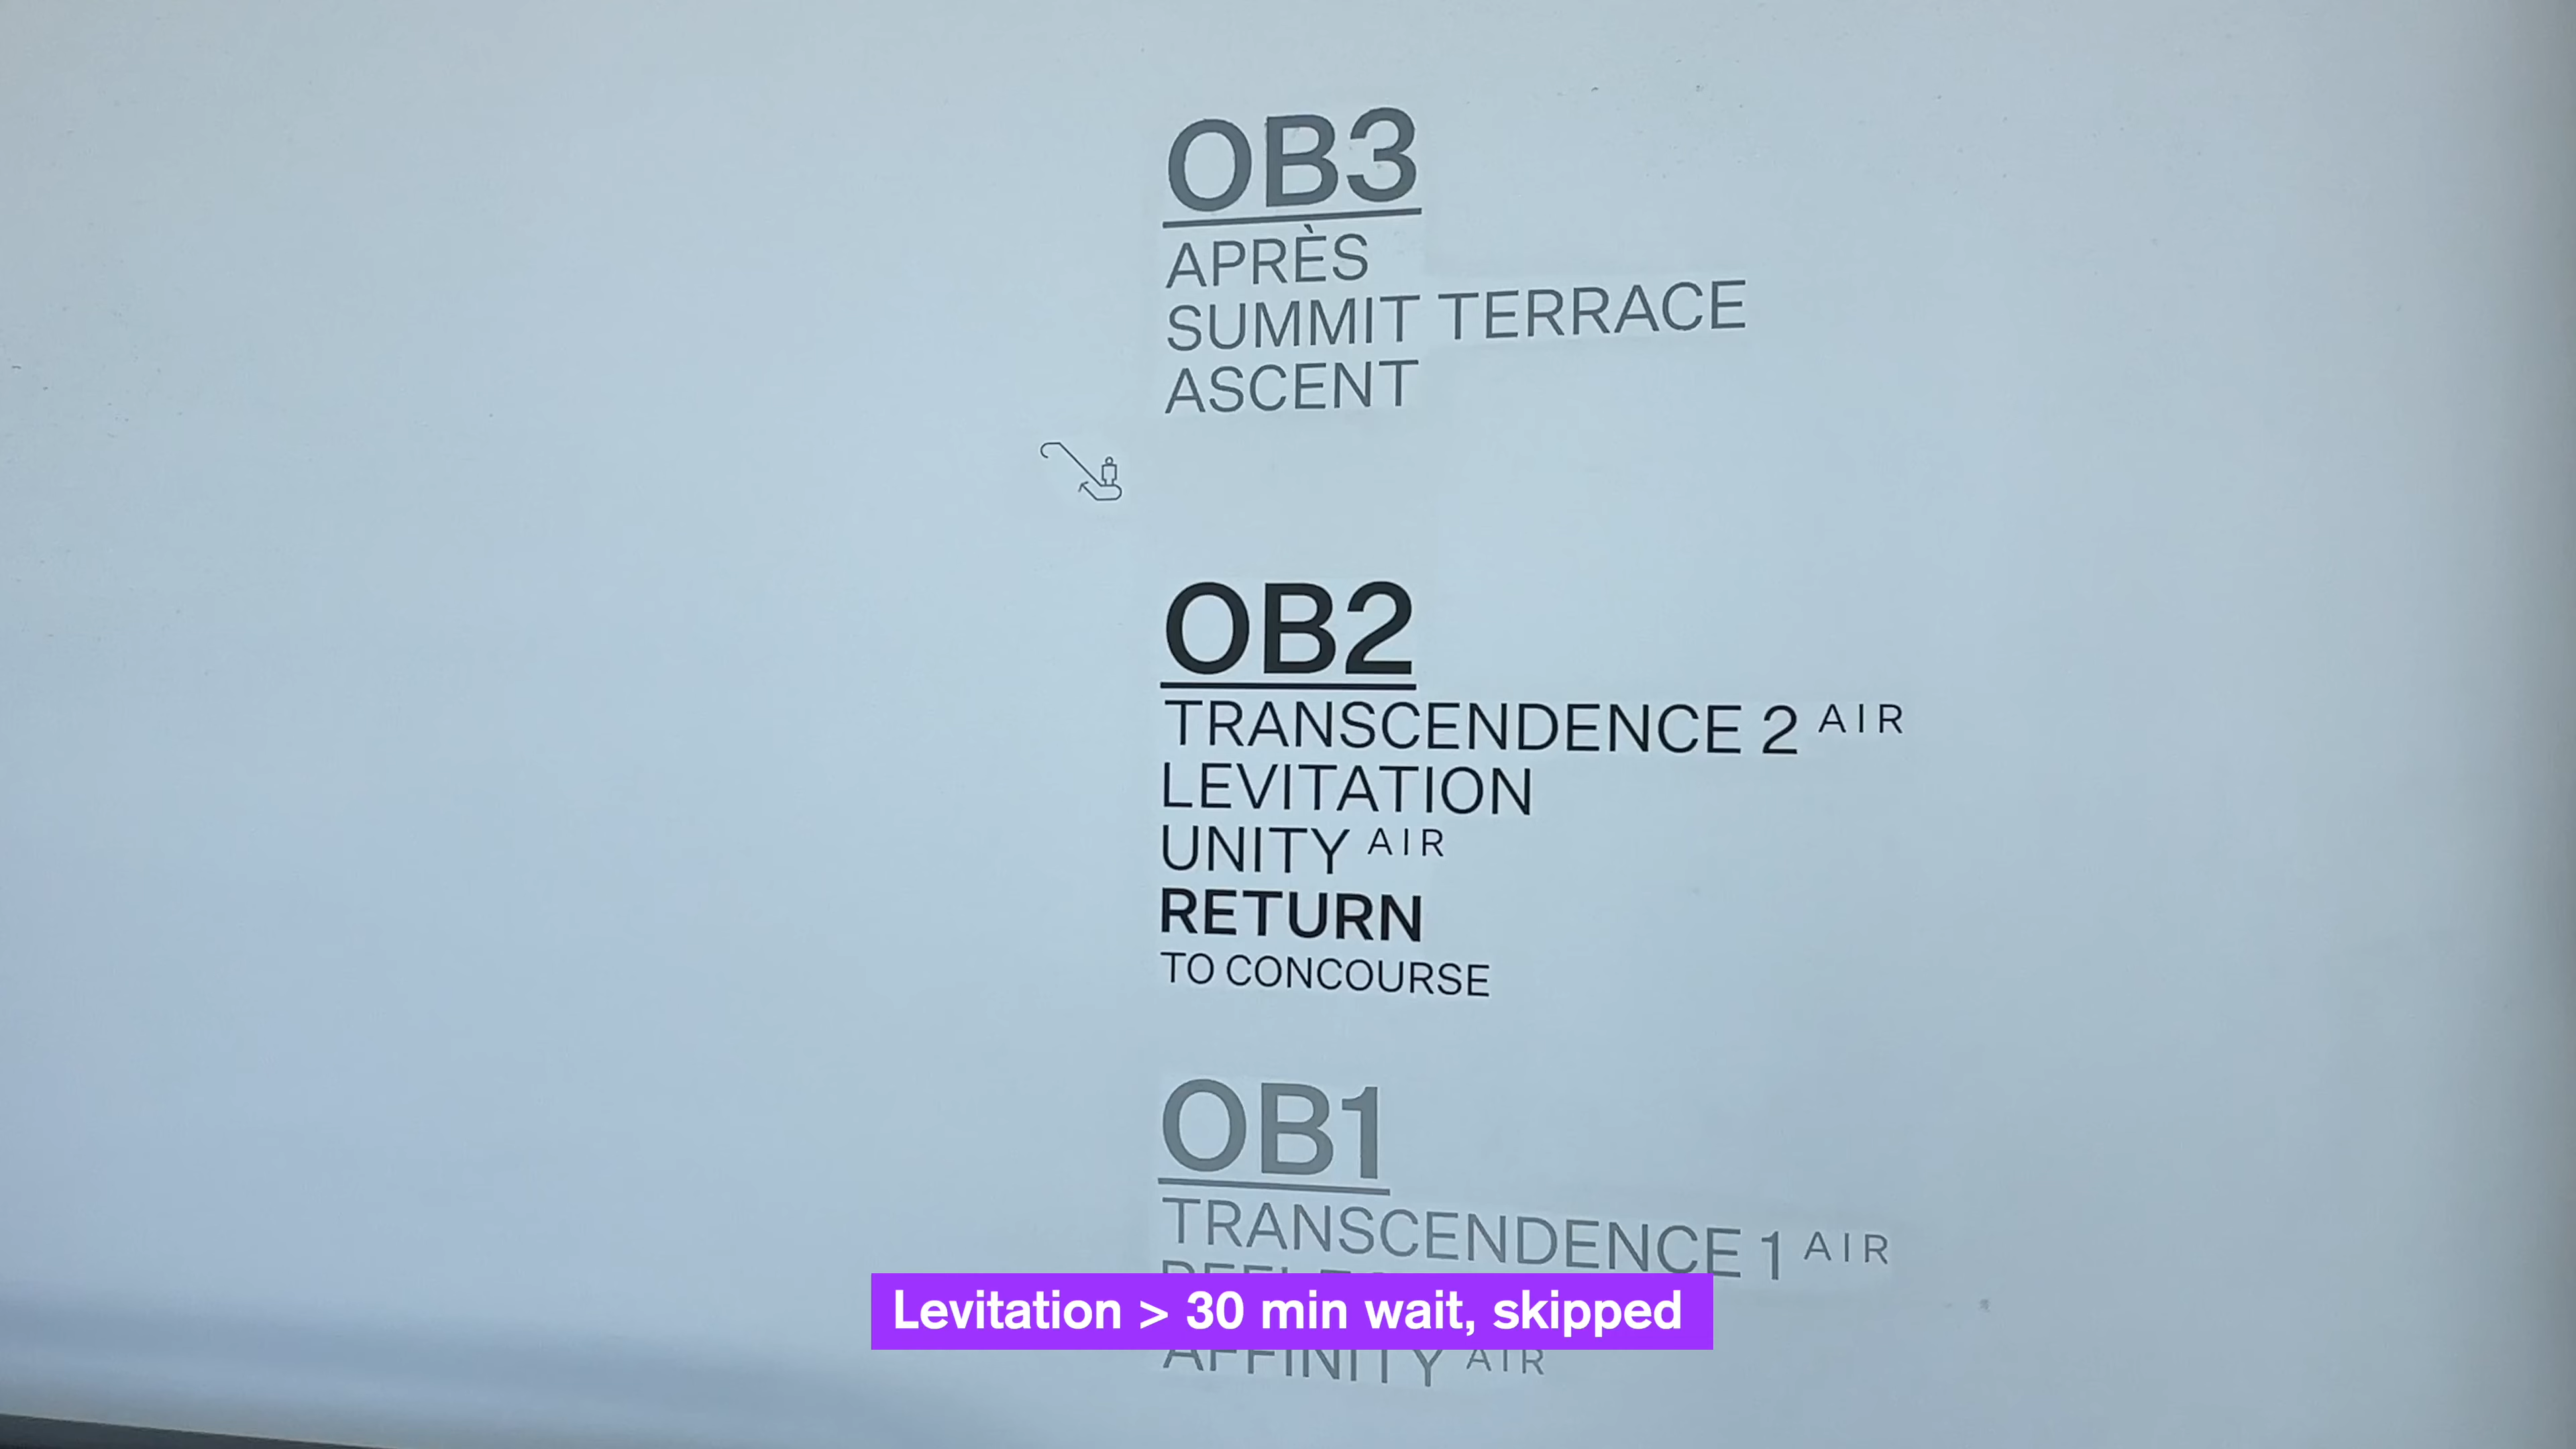 OB3
APRÈS
SUMMIT TERRACE
ASCENT
OB2
TRANSCENDENCE 2 AIR
LEVITATION
UNITY AIR
RETURN
TO CONCOURSE
OB1
TRANSCENDENCE 1 AIR
Levitation > 30 min wait, skipped
AFFINITY AIR